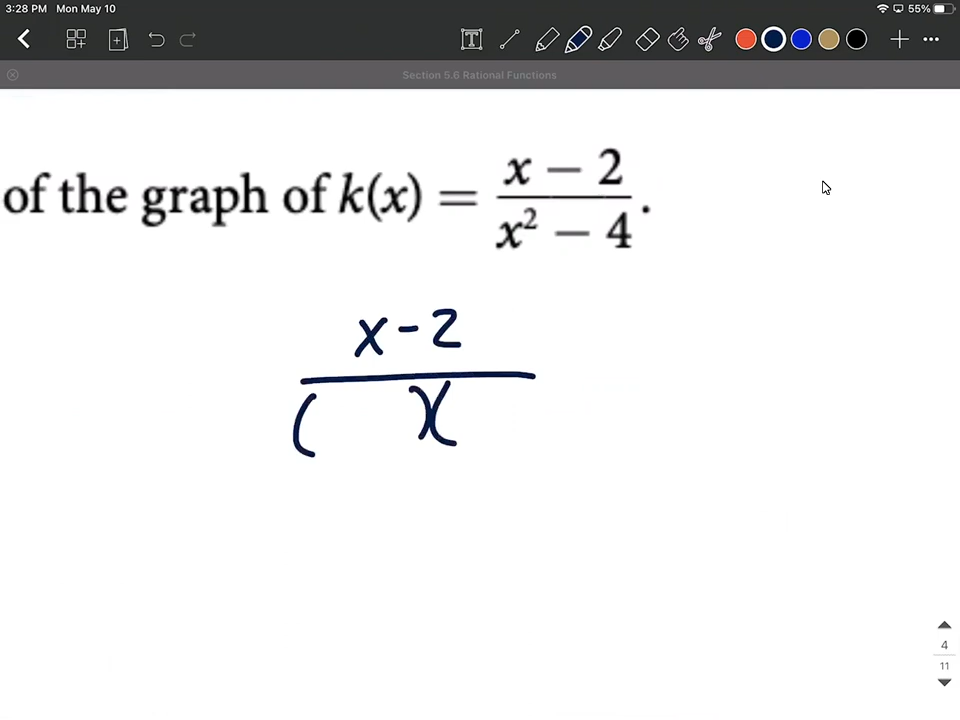 3:28 PM Mon May 10
55%
T
Section 5.6 Rational Functions
of the graph of k(x) = \frac{x − 2}{x² − 4}.
x - 2
( )(
4
11